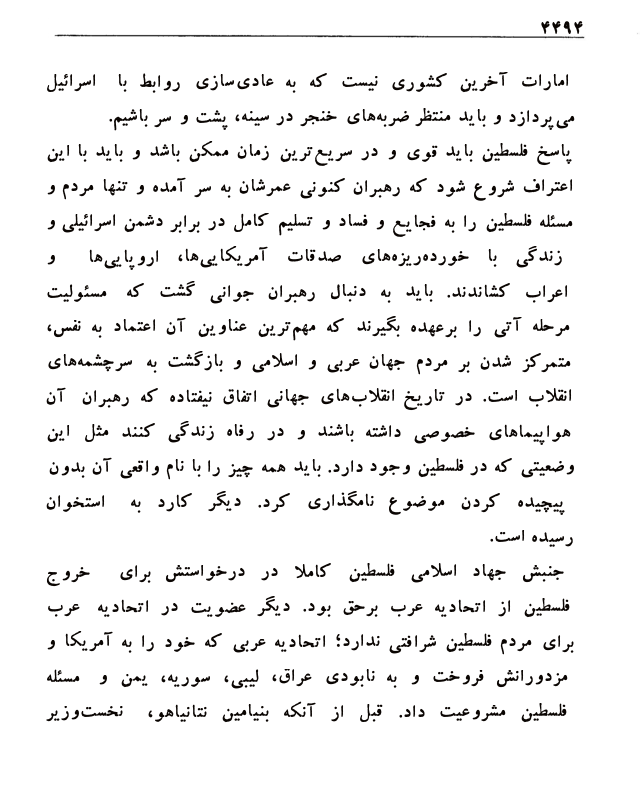 ۴۴۹۴
امارات آخرین کشوری نیست که به عادی‌سازی روابط با اسرائیل
می‌پردازد و باید منتظر ضربه‌های خنجر در سینه، پشت و سر باشیم.
پاسخ فلسطین باید قوی و در سریع‌ترین زمان ممکن باشد و باید با این
اعتراف شروع شود که رهبران کنونی عمرشان به سر آمده و تنها مردم و
مسئله فلسطین را به فجایع و فساد و تسلیم کامل در برابر دشمن اسرائیلی و
زندگی با خورده‌ریزه‌های صدقات آمریکایی‌ها، اروپایی‌ها و
اعراب کشاندند. باید به دنبال رهبران جوانی گشت که مسئولیت
مرحله آتی را برعهده بگیرند که مهم‌ترین عناوین آن اعتماد به نفس،
متمرکز شدن بر مردم جهان عربی و اسلامی و بازگشت به سرچشمه‌های
انقلاب است. در تاریخ انقلاب‌های جهانی اتفاق نیفتاده که رهبران آن
هواپیماهای خصوصی داشته باشند و در رفاه زندگی کنند مثل این
وضعیتی که در فلسطین وجود دارد. باید همه چیز را با نام واقعی آن بدون
پیچیده کردن موضوع نامگذاری کرد. دیگر کارد به استخوان
رسیده است.
جنبش جهاد اسلامی فلسطین کاملا در درخواستش برای خروج
فلسطین از اتحادیه عرب برحق بود. دیگر عضویت در اتحادیه عرب
برای مردم فلسطین شرافتی ندارد؛ اتحادیه عربی که خود را به آمریکا و
مزدورانش فروخت و به نابودی عراق، لیبی، سوریه، یمن و مسئله
فلسطین مشروعیت داد. قبل از آنکه بنیامین نتانیاهو، نخست‌وزیر